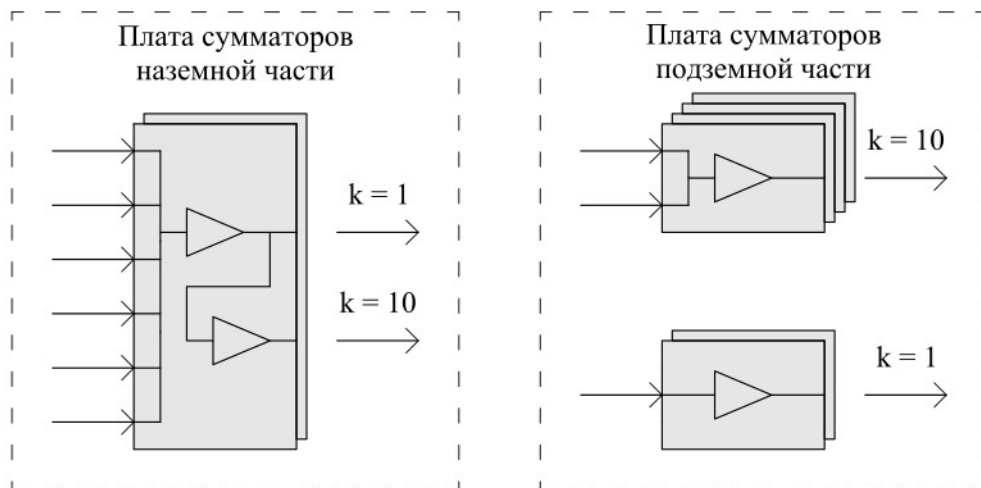 Плата сумматоров
наземной части
k = 1
k = 10
Плата сумматоров
подземной части
k = 10
k = 1